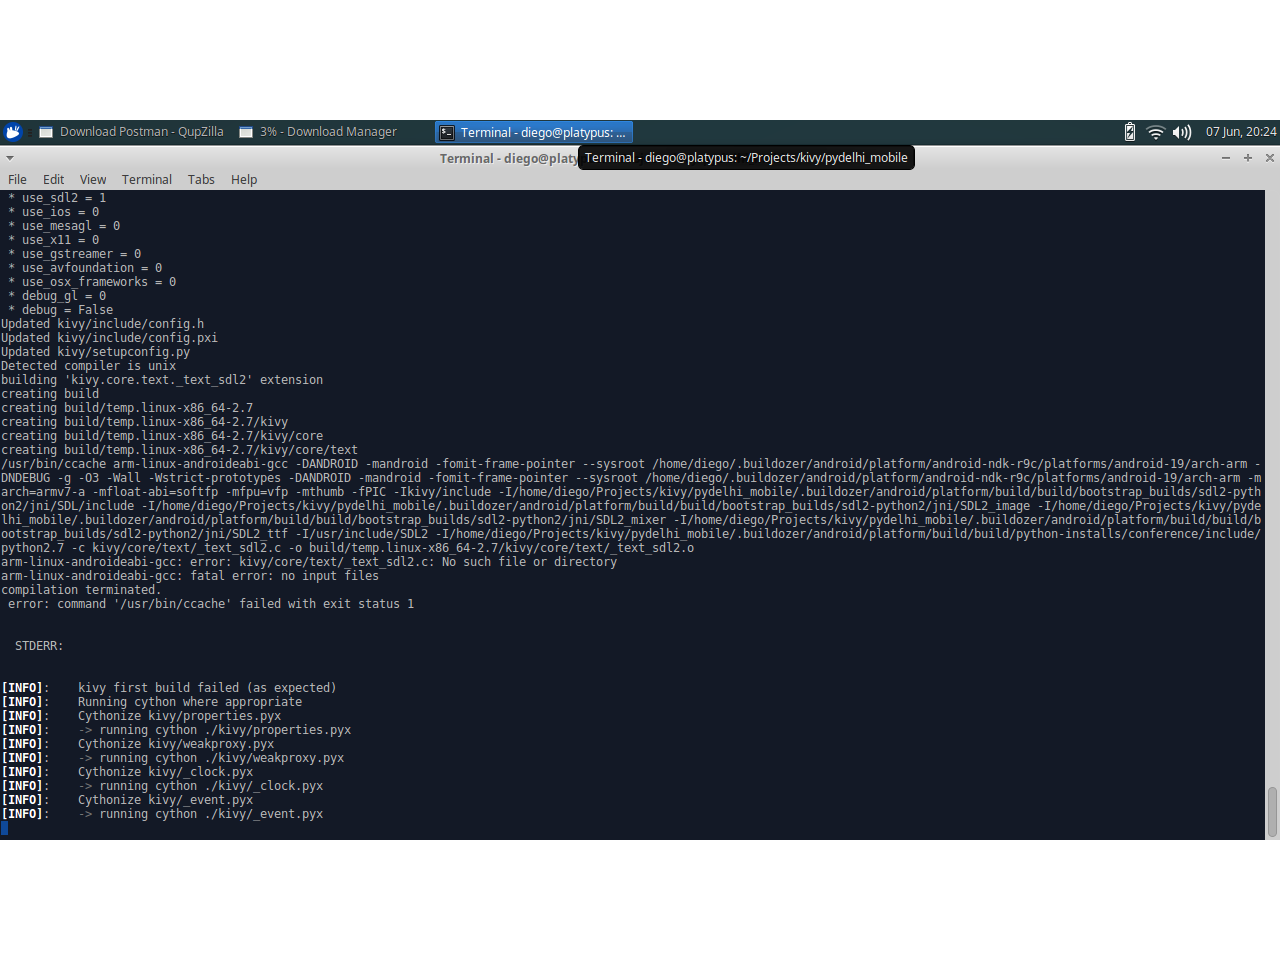 Download Postman - QupZilla
3% - Download Manager
Terminal - diego@platypus: ...
07 Jun, 20:24
Terminal - diego@platy
Terminal - diego@platypus: ~/Projects/kivy/pydelhi_mobile
File Edit View Terminal Tabs Help
* use_sdl2 = 1
* use_ios = 0
* use_mesagl = 0
* use_x11 = 0
* use_gstreamer = 0
* use_avfoundation = 0
* use_osx_frameworks = 0
* debug_gl = 0
* debug = False
Updated kivy/include/config.h
Updated kivy/include/config.pxi
Updated kivy/setupconfig.py
Detected compiler is unix
building 'kivy.core.text._text_sdl2' extension
creating build
creating build/temp.linux-x86_64-2.7
creating build/temp.linux-x86_64-2.7/kivy
creating build/temp.linux-x86_64-2.7/kivy/core
creating build/temp.linux-x86_64-2.7/kivy/core/text
/usr/bin/ccache arm-linux-androideabi-gcc -DANDROID -mandroid -fomit-frame-pointer --sysroot /home/diego/.buildozer/android/platform/android-ndk-r9c/platforms/android-19/arch-arm -
DNDEBUG -g -O3 -Wall -Wstrict-prototypes -DANDROID -mandroid -fomit-frame-pointer --sysroot /home/diego/.buildozer/android/platform/android-ndk-r9c/platforms/android-19/arch-arm -m
arch=armv7-a -mfloat-abi=softfp -mfpu=vfp -mthumb -fPIC -Ikivy/include -I/home/diego/Projects/kivy/pydelhi_mobile/.buildozer/android/platform/build/build/bootstrap_builds/sdl2-pyth
on2/jni/SDL/include -I/home/diego/Projects/kivy/pydelhi_mobile/.buildozer/android/platform/build/build/bootstrap_builds/sdl2-python2/jni/SDL2_image -I/home/diego/Projects/kivy/pyde
lhi_mobile/.buildozer/android/platform/build/build/bootstrap_builds/sdl2-python2/jni/SDL2_mixer -I/home/diego/Projects/kivy/pydelhi_mobile/.buildozer/android/platform/build/build/b
ootstrap_builds/sdl2-python2/jni/SDL2_ttf -I/usr/include/SDL2 -I/home/diego/Projects/kivy/pydelhi_mobile/.buildozer/android/platform/build/build/python-installs/conference/include/
python2.7 -c kivy/core/text/_text_sdl2.c -o build/temp.linux-x86_64-2.7/kivy/core/text/_text_sdl2.o
arm-linux-androideabi-gcc: error: kivy/core/text/_text_sdl2.c: No such file or directory
arm-linux-androideabi-gcc: fatal error: no input files
compilation terminated.
error: command '/usr/bin/ccache' failed with exit status 1
STDERR:
[INFO]: kivy first build failed (as expected)
[INFO]: Running cython where appropriate
[INFO]: Cythonize kivy/properties.pyx
[INFO]: -> running cython ./kivy/properties.pyx
[INFO]: Cythonize kivy/weakproxy.pyx
[INFO]: -> running cython ./kivy/weakproxy.pyx
[INFO]: Cythonize kivy/_clock.pyx
[INFO]: -> running cython ./kivy/_clock.pyx
[INFO]: Cythonize kivy/_event.pyx
[INFO]: -> running cython ./kivy/_event.pyx